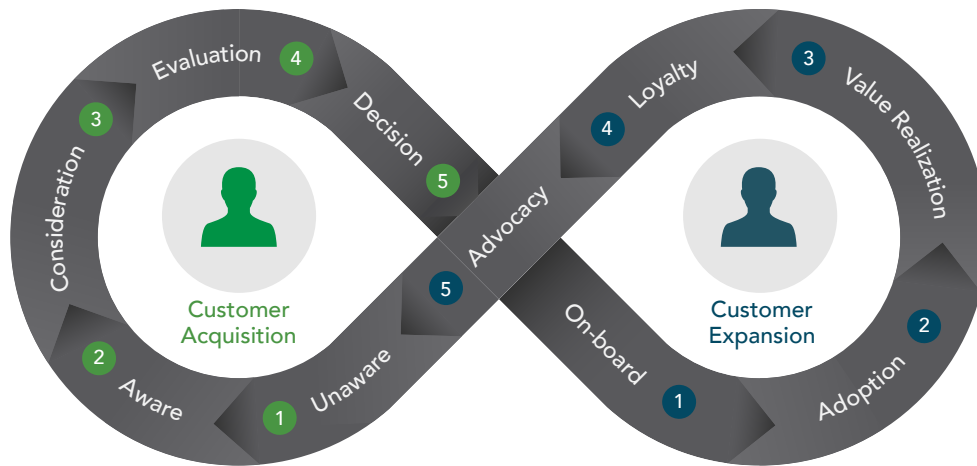 Unaware
1
Aware
2
Consideration
3
Evaluation
4
Decision
5
Customer
Acquisition
On-board
1
Adoption
2
Value Realization
3
Loyalty
4
Advocacy
5
Customer
Expansion